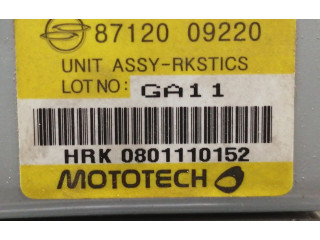 87120 09220
UNIT ASSY-RKSTICS
LOT NO: GA11
HRK 0801110152
MOTOTECH